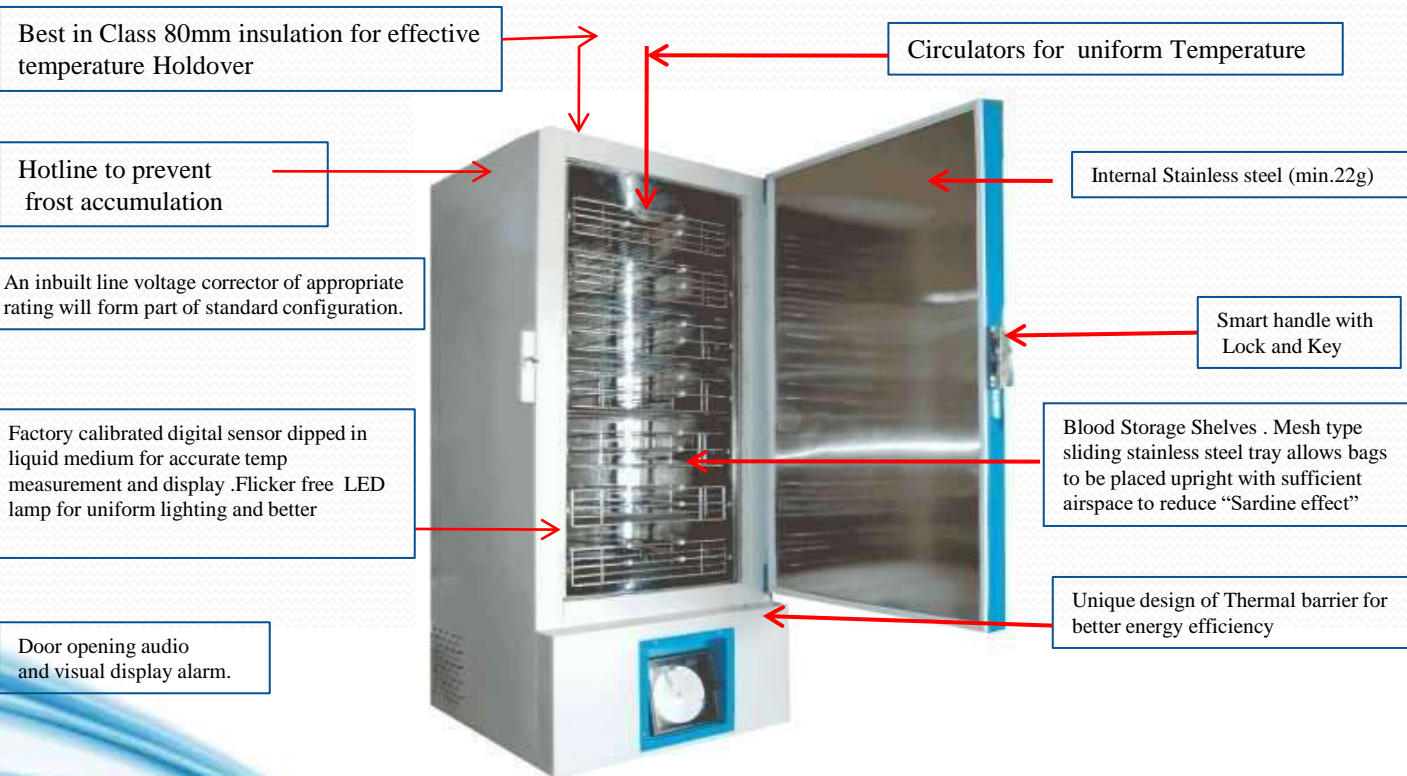 Best in Class 80mm insulation for effective
temperature Holdover
Circulators for uniform Temperature
Hotline to prevent
frost accumulation
Internal Stainless steel (min.22g)
An inbuilt line voltage corrector of appropriate
rating will form part of standard configuration.
Smart handle with
Lock and Key
Factory calibrated digital sensor dipped in
liquid medium for accurate temp
measurement and display .Flicker free LED
lamp for uniform lighting and better
Blood Storage Shelves . Mesh type
sliding stainless steel tray allows bags
to be placed upright with sufficient
airspace to reduce “Sardine effect”
Unique design of Thermal barrier for
better energy efficiency
Door opening audio
and visual display alarm.